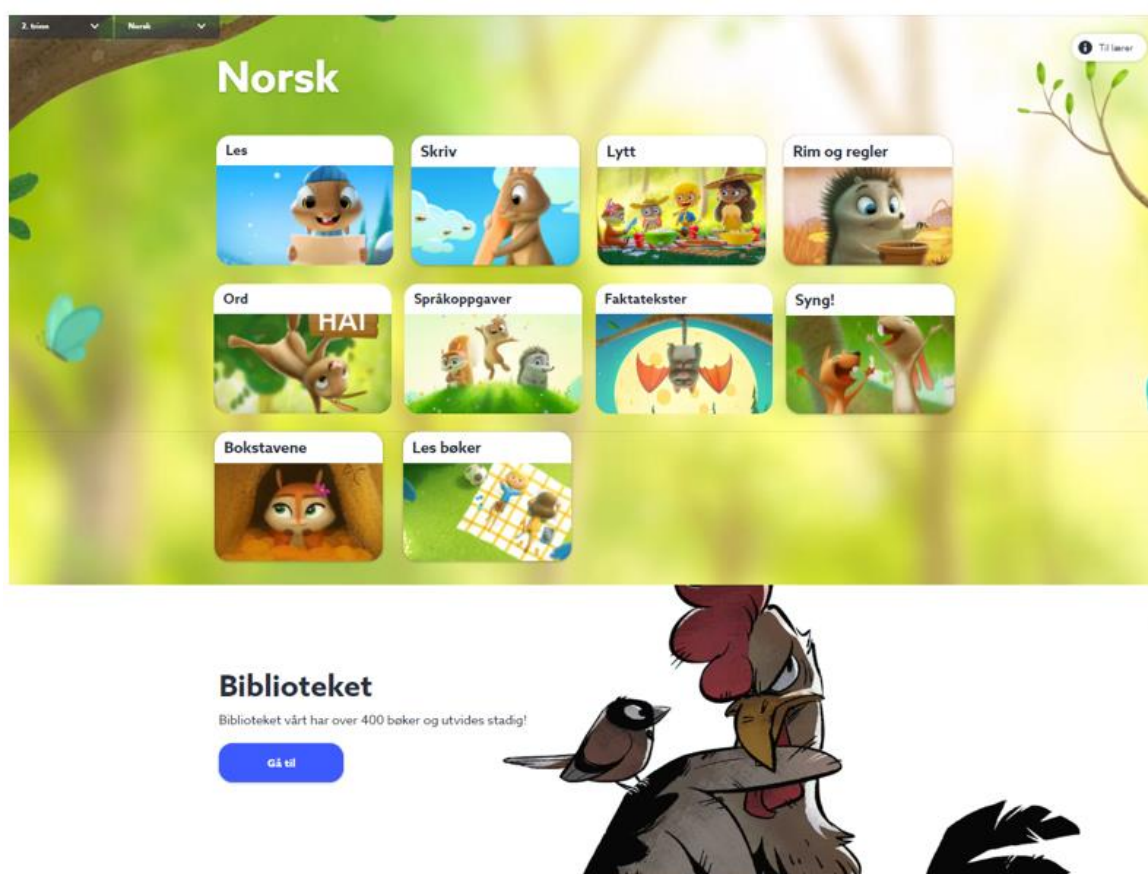 2. trinn
Norsk
Til lærer
Norsk
Les
Skriv
Lytt
Rim og regler
Ord
Språkoppgaver
Faktatekster
Syng!
HAI
Bokstavene
Les bøker
Biblioteket
Biblioteket vårt har over 400 bøker og utvides stadig!
Gå til